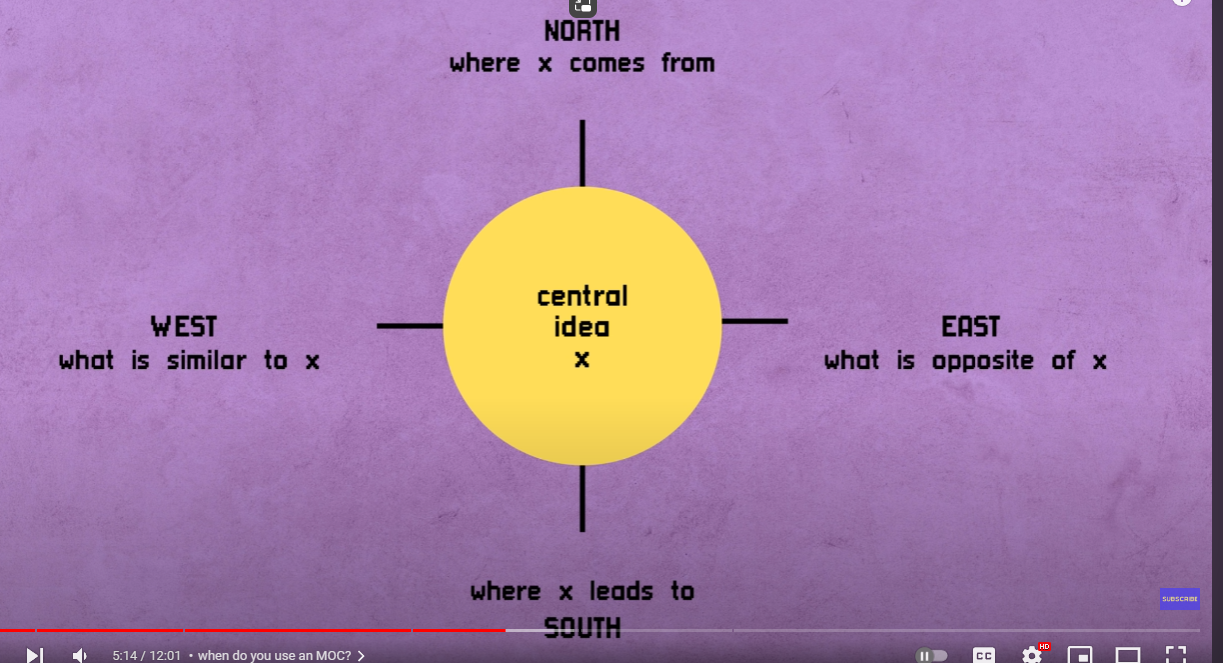 NORTH
where x comes from
central
idea
x
WEST
what is similar to x
EAST
what is opposite of x
where x leads to
SOUTH
SUBSCRIBE
5:14 / 12:01 • when do you use an MOC?
CC
HD